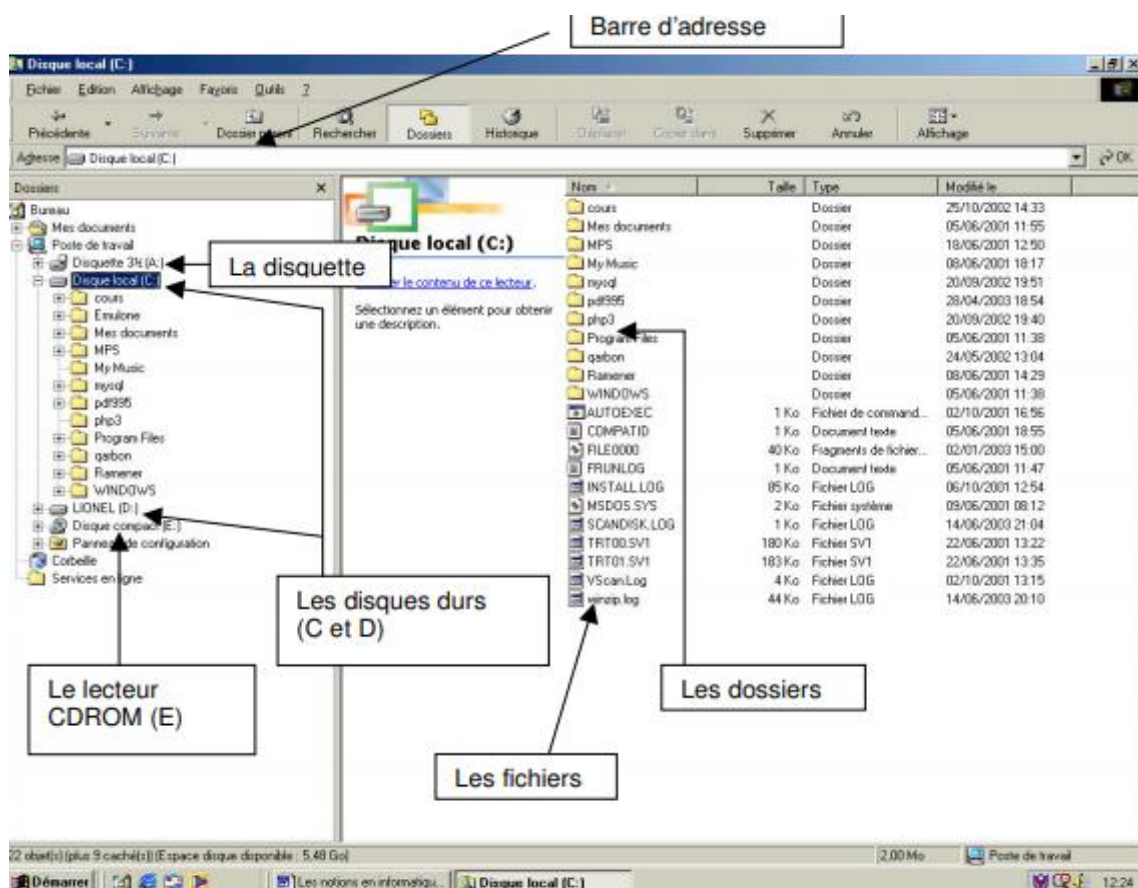 Barre d'adresse
Disque local (C:)
Fichier Edition Affichage Favoris Outils ?
Précédente Suivante Dossier parent Rechercher Dossiers Historique Déplacer Copier dans Supprimer Annuler Affichage
Adresse Disque local (C:) OK
Dossiers
Bureau
Mes documents
Poste de travail
Disquette 3½ (A:)
Disque local (C:)
cours
Emulone
Mes documents
MPS
My Music
mysql
pdf995
php3
Program Files
qarbon
Ramener
WINDOWS
LIONEL (D:)
Disque compact (E:)
Panneau de configuration
Corbeille
Services en ligne
La disquette
Disque local (C:)
le contenu de ce lecteur.
Sélectionnez un élément pour obtenir
une description.
Nom Taille Type Modifié le
cours Dossier 25/10/2002 14:33
Mes documents Dossier 05/06/2001 11:55
MPS Dossier 18/06/2001 12:50
My Music Dossier 08/06/2001 18:17
mysql Dossier 20/09/2002 19:51
pdf995 Dossier 28/04/2003 18:54
php3 Dossier 20/09/2002 19:40
Program Files Dossier 05/06/2001 11:38
qarbon Dossier 24/05/2002 13:04
Ramener Dossier 08/06/2001 14:29
WINDOWS Dossier 05/06/2001 11:38
AUTOEXEC 1 Ko Fichier de command... 02/10/2001 16:56
COMPATID 1 Ko Document texte 05/06/2001 18:55
FILE0000 40 Ko Fragments de fichier... 02/01/2003 15:00
FRUNLOG 1 Ko Document texte 05/06/2001 11:47
INSTALL.LOG 85 Ko Fichier LOG 06/10/2001 12:54
MSDOS.SYS 2 Ko Fichier système 09/06/2001 08:12
SCANDISK.LOG 1 Ko Fichier LOG 14/06/2003 21:04
TRT00.SV1 180 Ko Fichier SV1 22/06/2001 13:22
TRT01.SV1 183 Ko Fichier SV1 22/06/2001 13:35
VScan.Log 4 Ko Fichier LOG 02/10/2001 13:15
winzip.log 44 Ko Fichier LOG 14/06/2003 20:10
Les disques durs
(C et D)
Le lecteur
CDROM (E)
Les dossiers
Les fichiers
22 objet(s) (plus 9 caché(s)) (Espace disque disponible : 5,48 Go) 2,00 Mo Poste de travail
Démarrer Les notions en informatiqu... Disque local (C:) 12:24